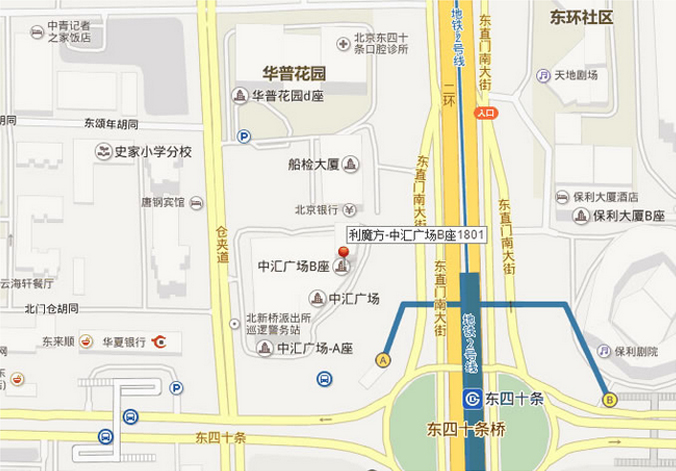 中青记者
之家饭店
北京东四十
条口腔诊所
地铁2号线
东直门南大街
东环社区
华普花园
天地剧场
华普花园d座
二环
入口
P
东颂年胡同
史家小学分校
船检大厦
东直门南大街
唐钢宾馆
北京银行
保利大厦酒店
保利大厦B座
仓夹道
东直门南大街
利魔方-中汇广场B座1801
中汇广场B座
东直门南大街
云海轩餐厅
中汇广场
北门仓胡同
北新桥派出所
巡逻警务站
地铁2号线
东来顺
华夏银行
中汇广场-A座
保利剧院
网
A
乐
)
P
东四十条
B
东四十条
东四十条桥